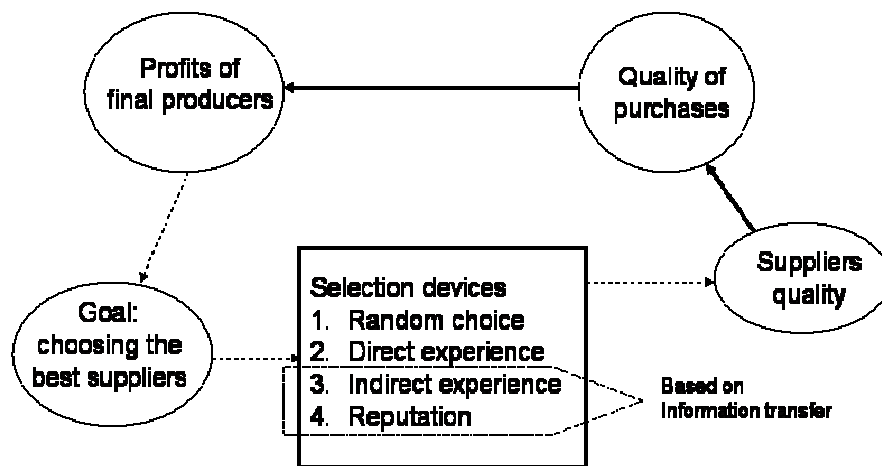 Profits of
final producers
Quality of
purchases
Suppliers
quality
Goal:
choosing the
best suppliers
Selection devices
1. Random choice
2. Direct experience
3. Indirect experience
4. Reputation
Based on
Information transfer